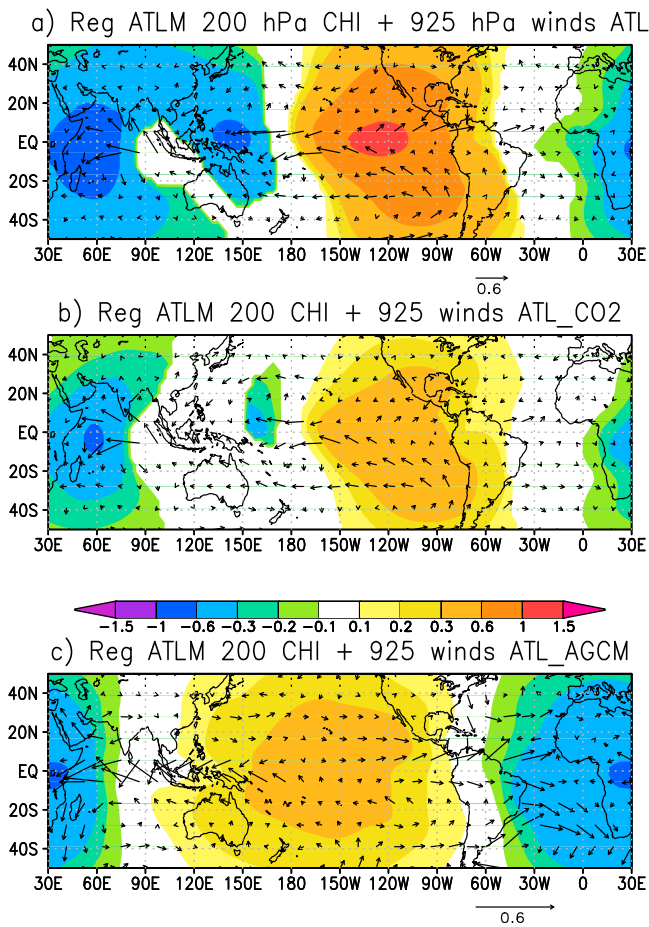 a) Reg ATLM 200 hPa CHI + 925 hPa winds ATL
40N
20N
EQ
20S
40S
30E 60E 90E 120E 150E 180 150W 120W 90W 60W 30W 0 30E
0.6
b) Reg ATLM 200 CHI + 925 winds ATL_CO2
40N
20N
EQ
20S
40S
30E 60E 90E 120E 150E 180 150W 120W 90W 60W 30W 0 30E
-1.5 -1 -0.6 -0.3 -0.2 -0.1 0.1 0.2 0.3 0.6 1 1.5
c) Reg ATLM 200 CHI + 925 winds ATL_AGCM
40N
20N
EQ
20S
40S
30E 60E 90E 120E 150E 180 150W 120W 90W 60W 30W 0 30E
0.6